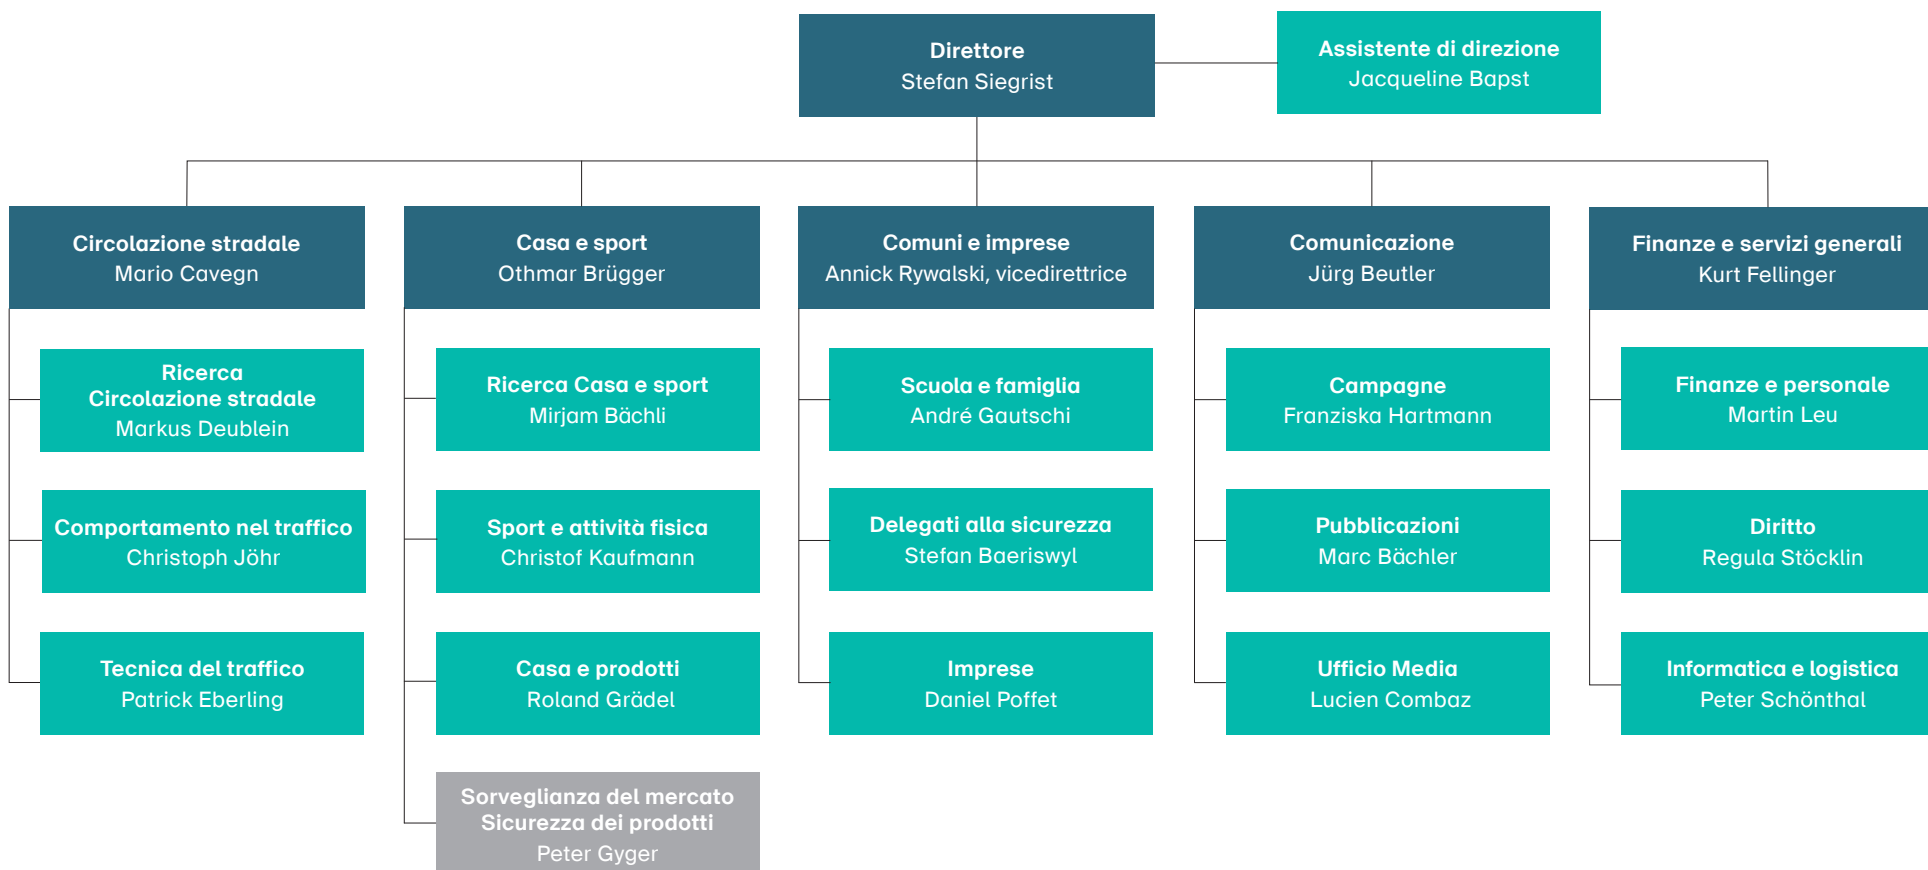 Direttore
Stefan Siegrist
Assistente di direzione
Jacqueline Bapst
Circolazione stradale
Mario Cavegn
Casa e sport
Othmar Brügger
Comuni e imprese
Annick Rywalski, vicedirettrice
Comunicazione
Jürg Beutler
Finanze e servizi generali
Kurt Fellinger
Ricerca
Circolazione stradale
Markus Deublein
Ricerca Casa e sport
Mirjam Bächli
Scuola e famiglia
André Gautschi
Campagne
Franziska Hartmann
Finanze e personale
Martin Leu
Comportamento nel traffico
Christoph Jöhr
Sport e attività fisica
Christof Kaufmann
Delegati alla sicurezza
Stefan Baeriswyl
Pubblicazioni
Marc Bächler
Diritto
Regula Stöcklin
Tecnica del traffico
Patrick Eberling
Casa e prodotti
Roland Grädel
Imprese
Daniel Poffet
Ufficio Media
Lucien Combaz
Informatica e logistica
Peter Schönthal
Sorveglianza del mercato
Sicurezza dei prodotti
Peter Gyger